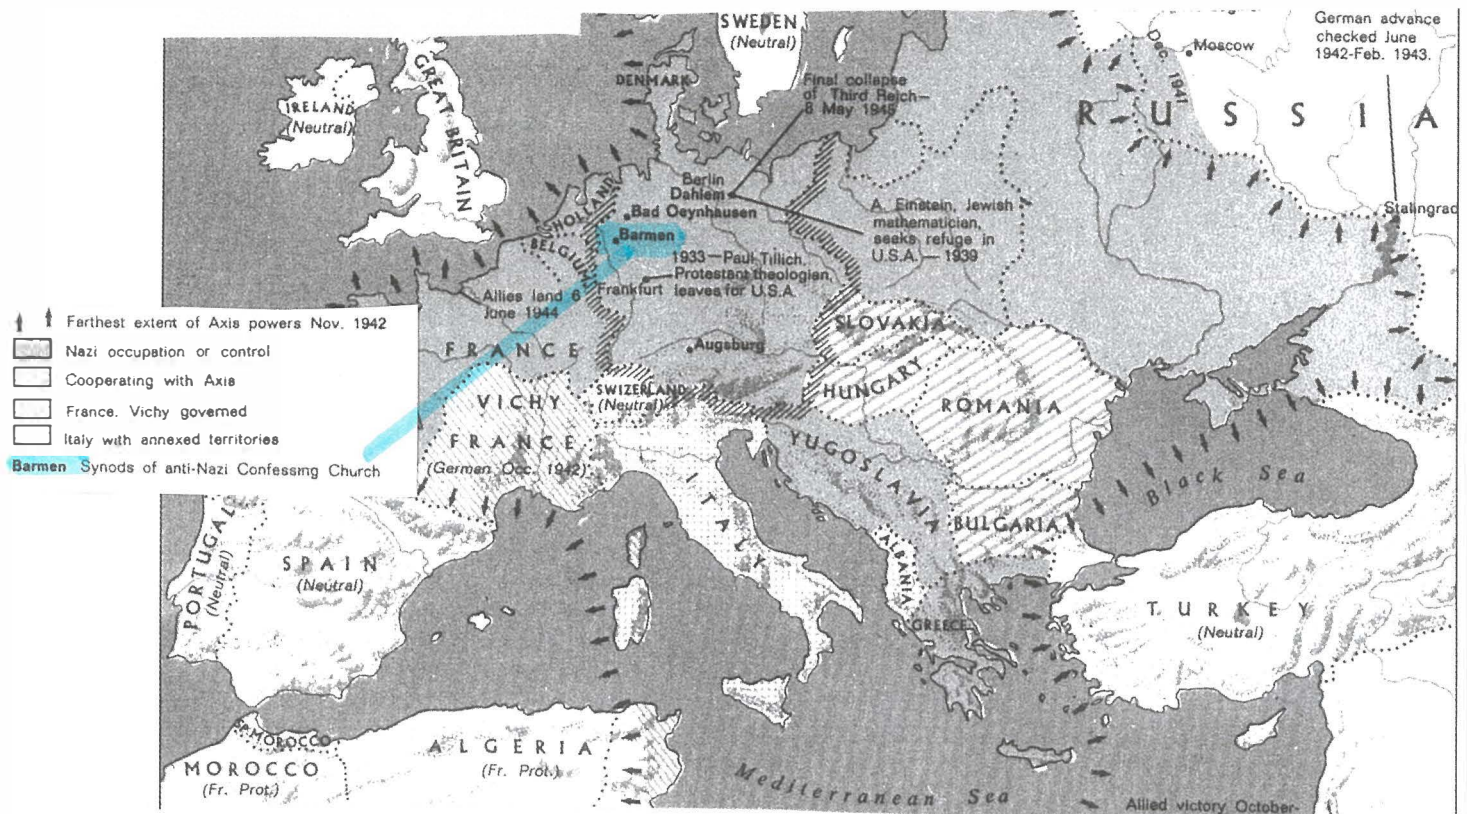 SWEDEN
(Neutral)
German advance
checked June
1942-Feb. 1943.
Moscow
Dec. 1941
RUSSIA
GREAT BRITAIN
IRELAND
(Neutral)
DENMARK
Final collapse
of Third Reich—
8 May 1945
Berlin
Dahlem
HOLLAND
Bad Oeynhausen
A. Einstein, Jewish
mathematician,
seeks refuge in
U.S.A.— 1939
Stalingrad
Barmen
BELGIUM
1933—Paul Tillich,
Protestant theologien,
leaves for U.S.A.
Frankfurt
Allies land 6
June 1944
Farthest extent of Axis powers Nov. 1942
Nazi occupation or control
Cooperating with Axis
France. Vichy governed
Italy with annexed territories
Barmen Synods of anti-Nazi Confessing Church
FRANCE
Augsburg
SLOVAKIA
HUNGARY
ROMANIA
SWIZERLAND
(Neutral)
VICHY
FRANCE
(German Occ. 1942)
YUGOSLAVIA
ITALY
BULGARIA
Black Sea
ALBANIA
GREECE
PORTUGAL
(Neutral)
SPAIN
(Neutral)
TURKEY
(Neutral)
SP. MOROCCO
MOROCCO
(Fr. Prot.)
ALGERIA
(Fr. Prot.)
Mediterranean Sea
Allied victory October-